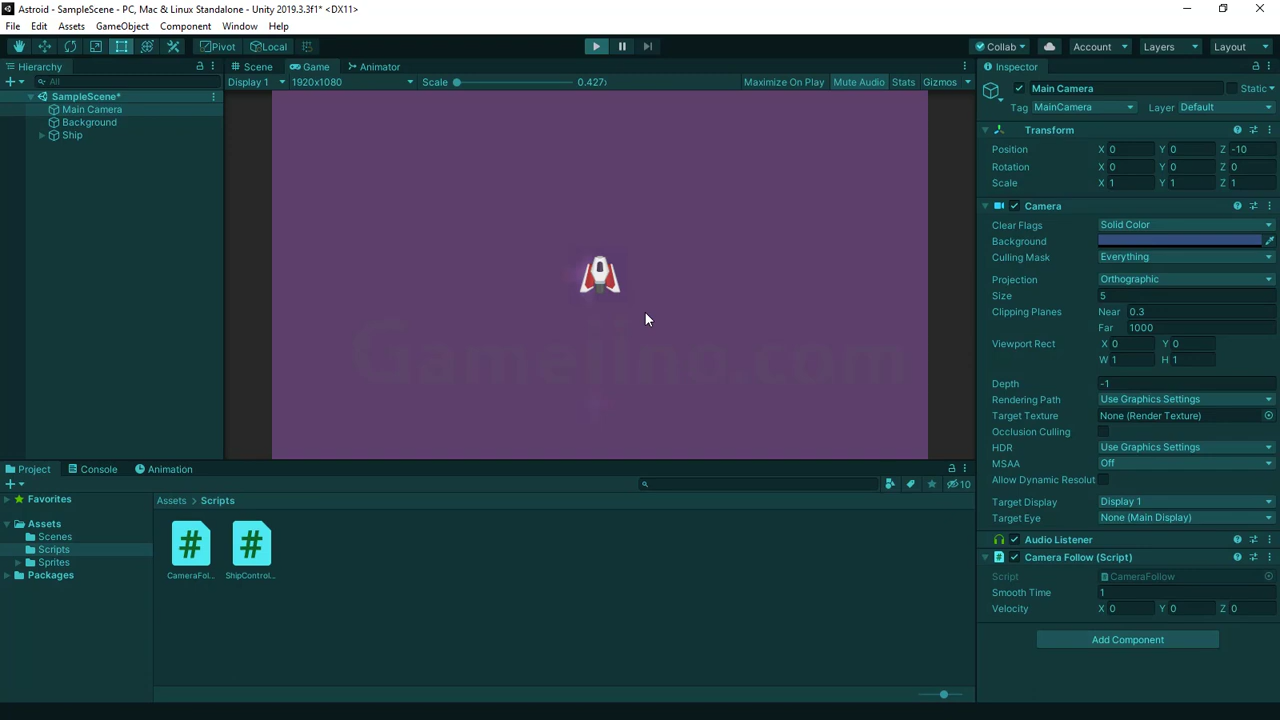 Astroid - SampleScene - PC, Mac & Linux Standalone - Unity 2019.3.3f1* <DX11>
File Edit Assets GameObject Component Window Help
Pivot Local Collab Account Layers Layout
Hierarchy
All
SampleScene*
Main Camera
Background
Ship
Scene Game Animator
Display 1 1920x1080 Scale 0.427x Maximize On Play Mute Audio Stats Gizmos
Gamejina.com
Inspector
Main Camera Static
Tag MainCamera Layer Default
Transform
Position X 0 Y 0 Z -10
Rotation X 0 Y 0 Z 0
Scale X 1 Y 1 Z 1
Camera
Clear Flags Solid Color
Background
Culling Mask Everything
Projection Orthographic
Size 5
Clipping Planes Near 0.3
Far 1000
Viewport Rect X 0 Y 0
W 1 H 1
Depth -1
Rendering Path Use Graphics Settings
Target Texture None (Render Texture)
Occlusion Culling
HDR Use Graphics Settings
MSAA Off
Allow Dynamic Resolut
Target Display Display 1
Target Eye None (Main Display)
Audio Listener
Camera Follow (Script)
Script CameraFollow
Smooth Time 1
Velocity X 0 Y 0 Z 0
Add Component
Project Console Animation
10
Favorites
Assets
Scenes
Scripts
Sprites
Packages
Assets > Scripts
CameraFol... ShipControl...